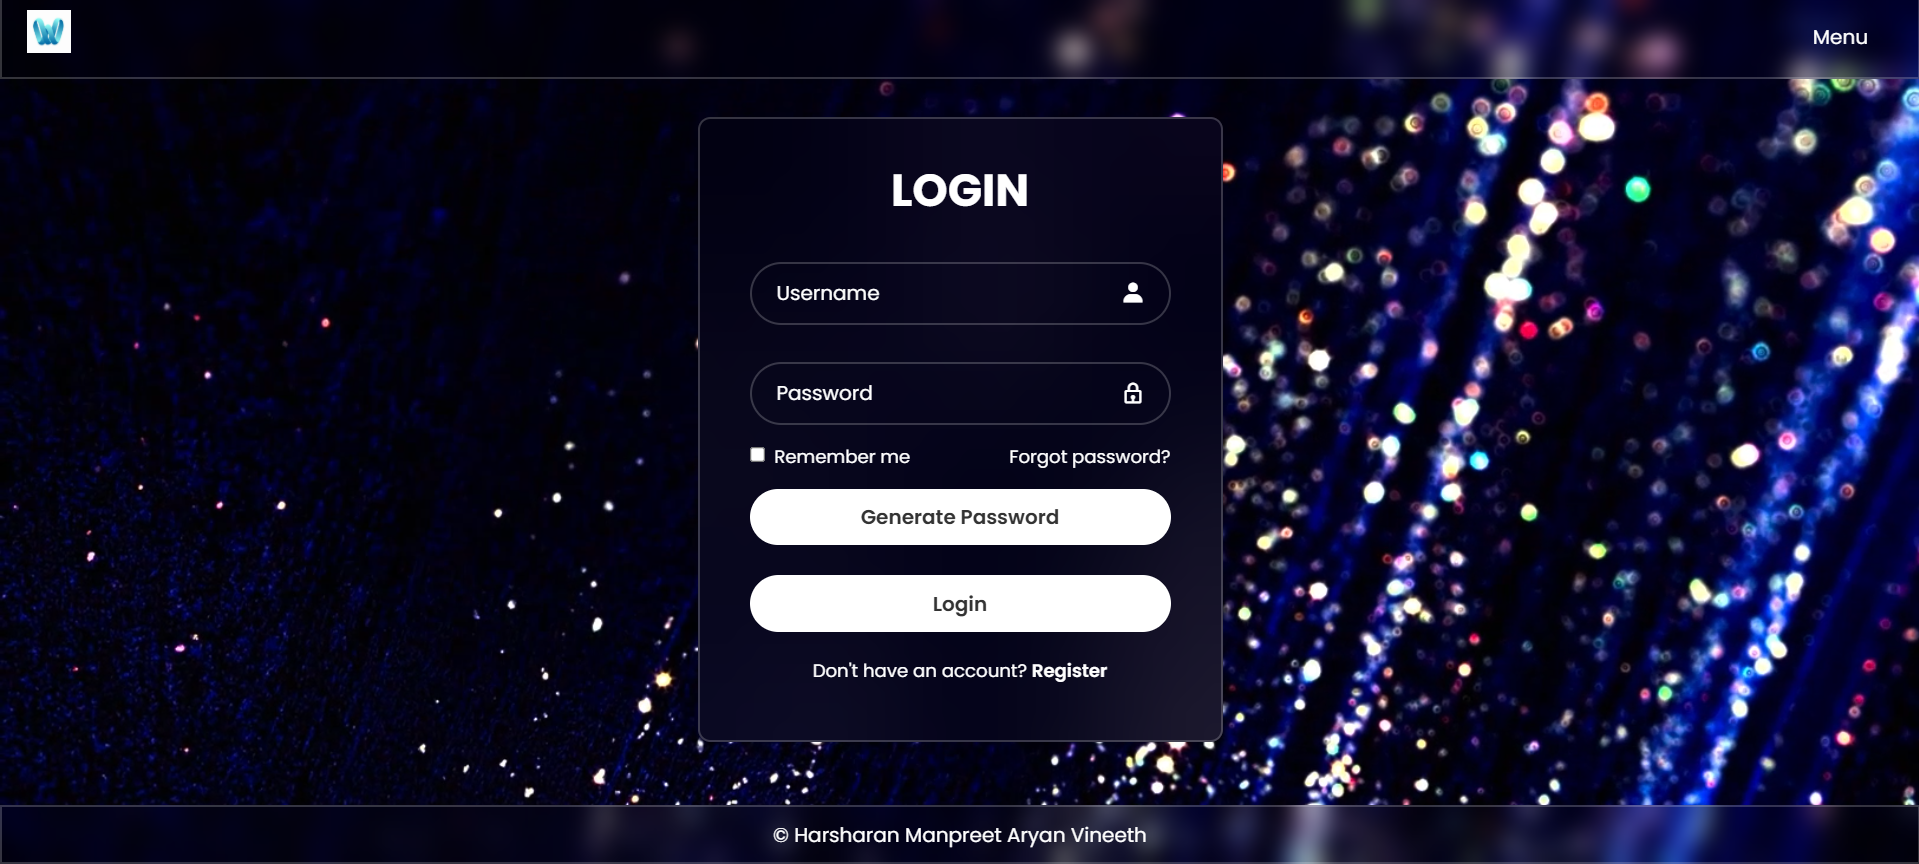 Menu
LOGIN
Username
Password
Remember me
Forgot password?
Generate Password
Login
Don't have an account? Register
© Harsharan Manpreet Aryan Vineeth